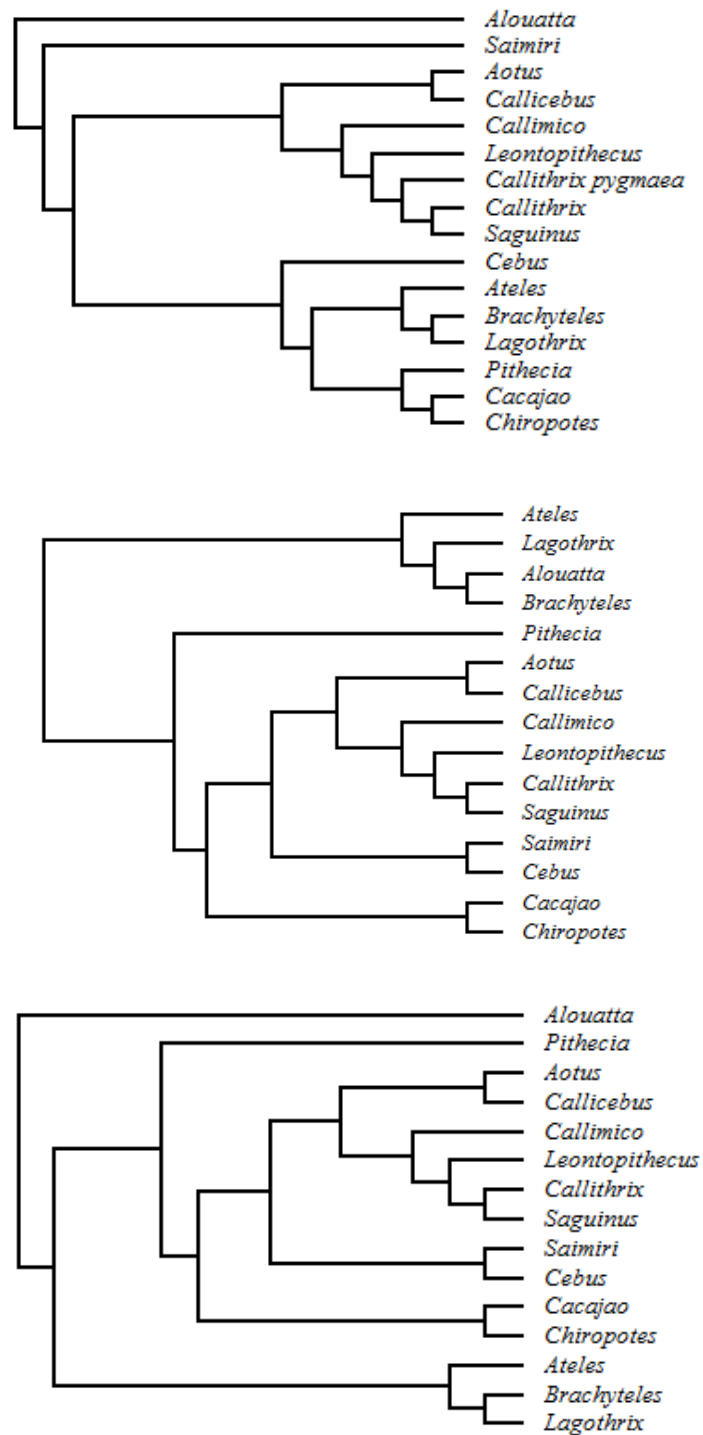 Alouatta
Saimiri
Aotus
Callicebus
Callimico
Leontopithecus
Callithrix pygmaea
Callithrix
Saguinus
Cebus
Ateles
Brachyteles
Lagothrix
Pithecia
Cacajao
Chiropotes
Ateles
Lagothrix
Alouatta
Brachyteles
Pithecia
Aotus
Callicebus
Callimico
Leontopithecus
Callithrix
Saguinus
Saimiri
Cebus
Cacajao
Chiropotes
Alouatta
Pithecia
Aotus
Callicebus
Callimico
Leontopithecus
Callithrix
Saguinus
Saimiri
Cebus
Cacajao
Chiropotes
Ateles
Brachyteles
Lagothrix